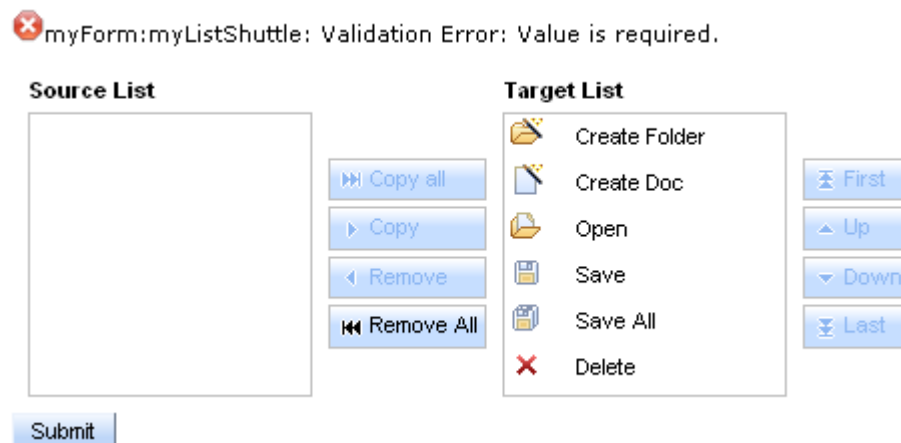 myForm:myListShuttle: Validation Error: Value is required.
Source List
Target List
Copy all
Copy
Remove
Remove All
Create Folder
Create Doc
Open
Save
Save All
Delete
First
Up
Down
Last
Submit